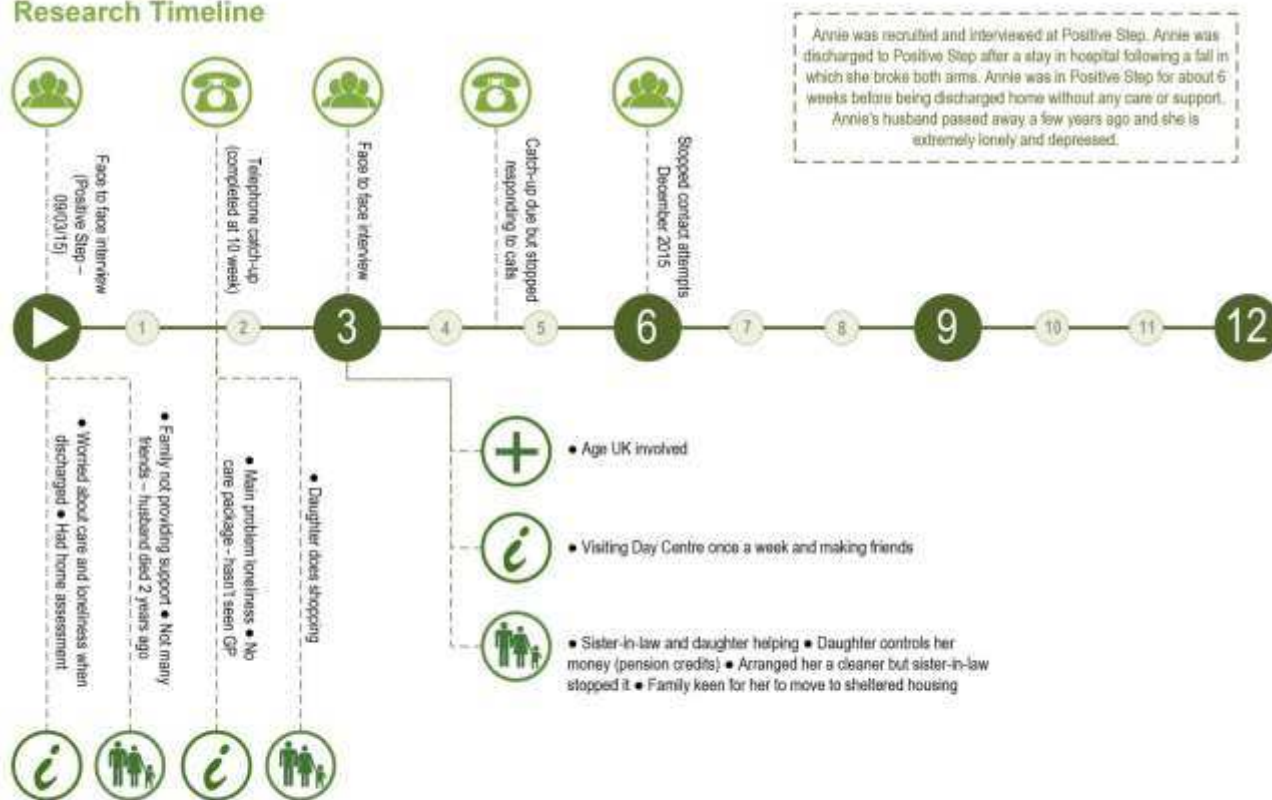 Research Timeline
Annie was recruited and interviewed at Positive Step. Annie was
discharged to Positive Step after a stay in hospital following a fall in
which she broke both arms. Annie was in Positive Step for about 6
weeks before being discharged home without any care or support.
Annie's husband passed away a few years ago and she is
extremely lonely and depressed.
Face to face interview
(Positive Step –
09/03/15)
Telephone catch-up
(completed at 10 week)
Face to face interview
Catch-up due but stopped
responding to calls
Stopped contact attempts
December 2015
1
2
3
4
5
6
7
8
9
10
11
12
● Worried about care and loneliness when
discharged ● Had home assessment
● Family not providing support ● Not many
friends – husband died 2 years ago
● Main problem loneliness ● No
care package - hasn't seen GP
● Daughter does shopping
● Age UK involved
i
● Visiting Day Centre once a week and making friends
● Sister-in-law and daughter helping ● Daughter controls her
money (pension credits) ● Arranged her a cleaner but sister-in-law
stopped it ● Family keen for her to move to sheltered housing
i
i